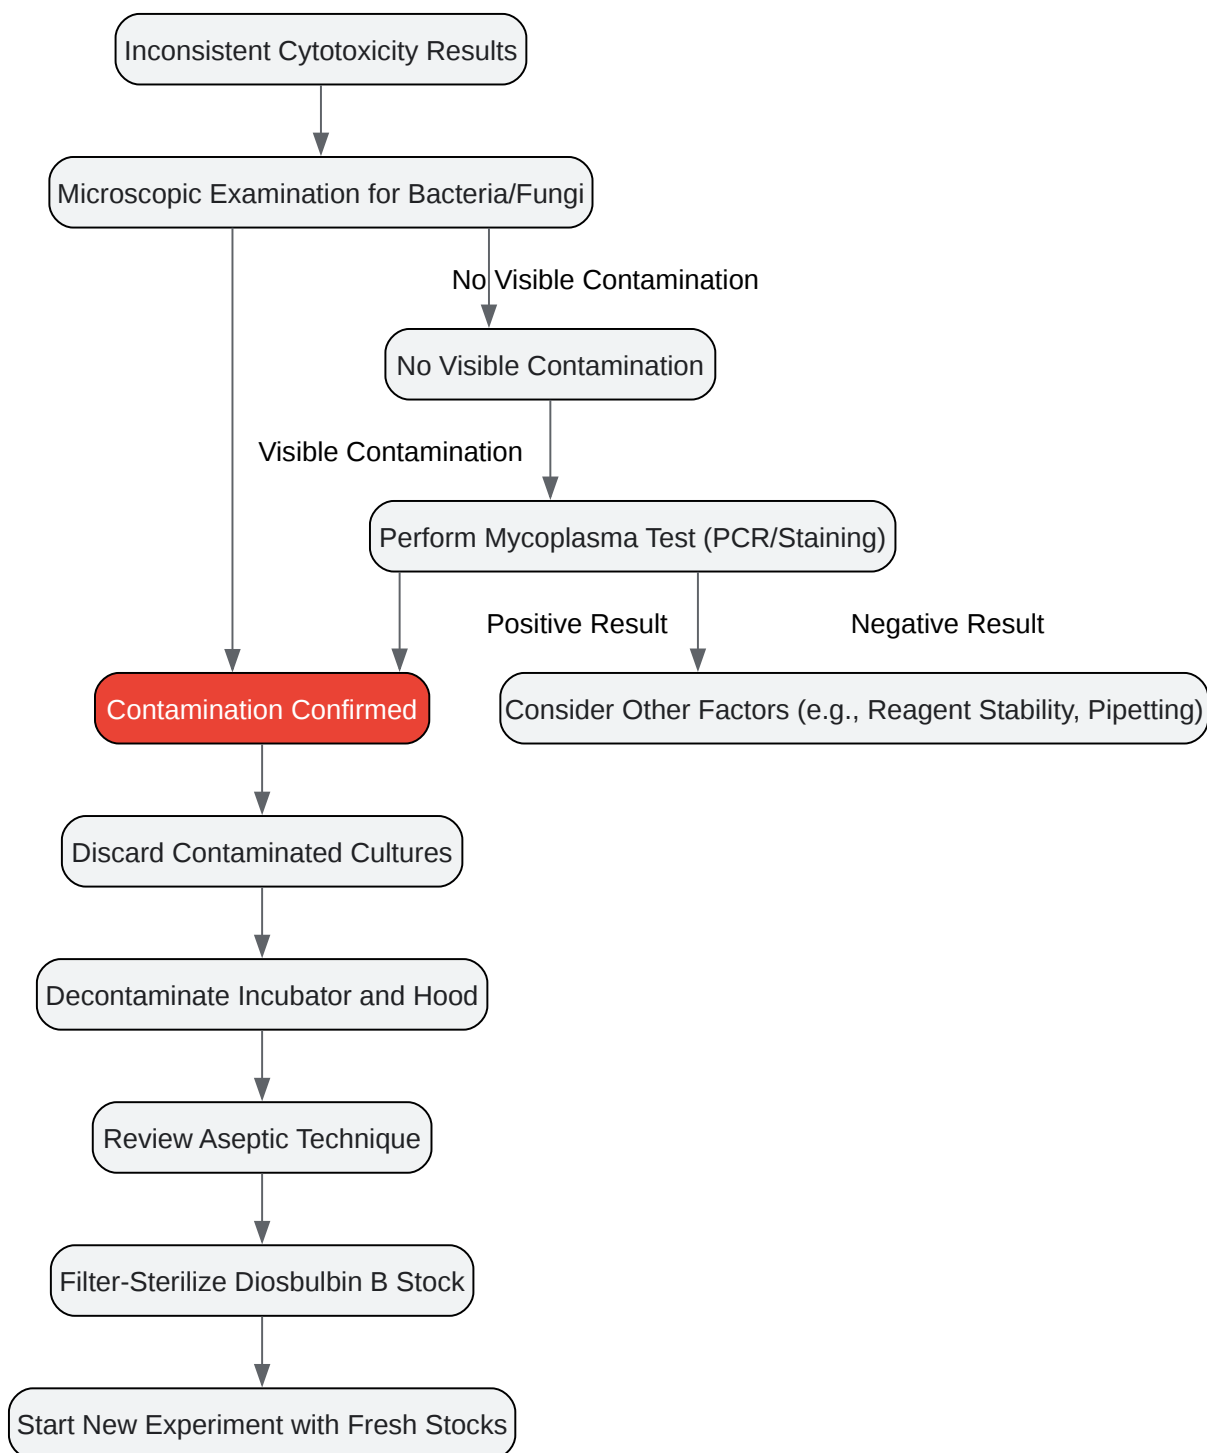 Inconsistent Cytotoxicity Results
Microscopic Examination for Bacteria/Fungi
No Visible Contamination
No Visible Contamination
Visible Contamination
Perform Mycoplasma Test (PCR/Staining)
Positive Result
Negative Result
Contamination Confirmed
Consider Other Factors (e.g., Reagent Stability, Pipetting)
Discard Contaminated Cultures
Decontaminate Incubator and Hood
Review Aseptic Technique
Filter-Sterilize Diosbulbin B Stock
Start New Experiment with Fresh Stocks